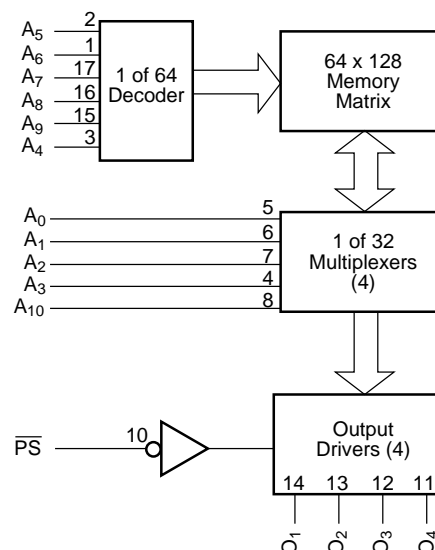 A5 2
A6 1
A7 17
A8 16
A9 15
A4 3
1 of 64
Decoder
64 x 128
Memory
Matrix
A0 5
A1 6
A2 7
A3 4
A10 8
1 of 32
Multiplexers
(4)
PS 10
Output
Drivers (4)
14 13 12 11
O1 O2 O3 O4